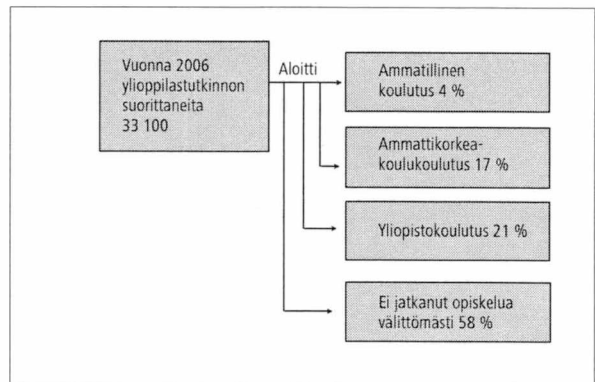 Vuonna 2006
ylioppilastutkinnon
suorittaneita
33 100
Aloitti
Ammatillinen
koulutus 4 %
Ammattikorkea-
koulukoulutus 17 %
Yliopistokoulutus 21 %
Ei jatkanut opiskelua
välittömästi 58 %